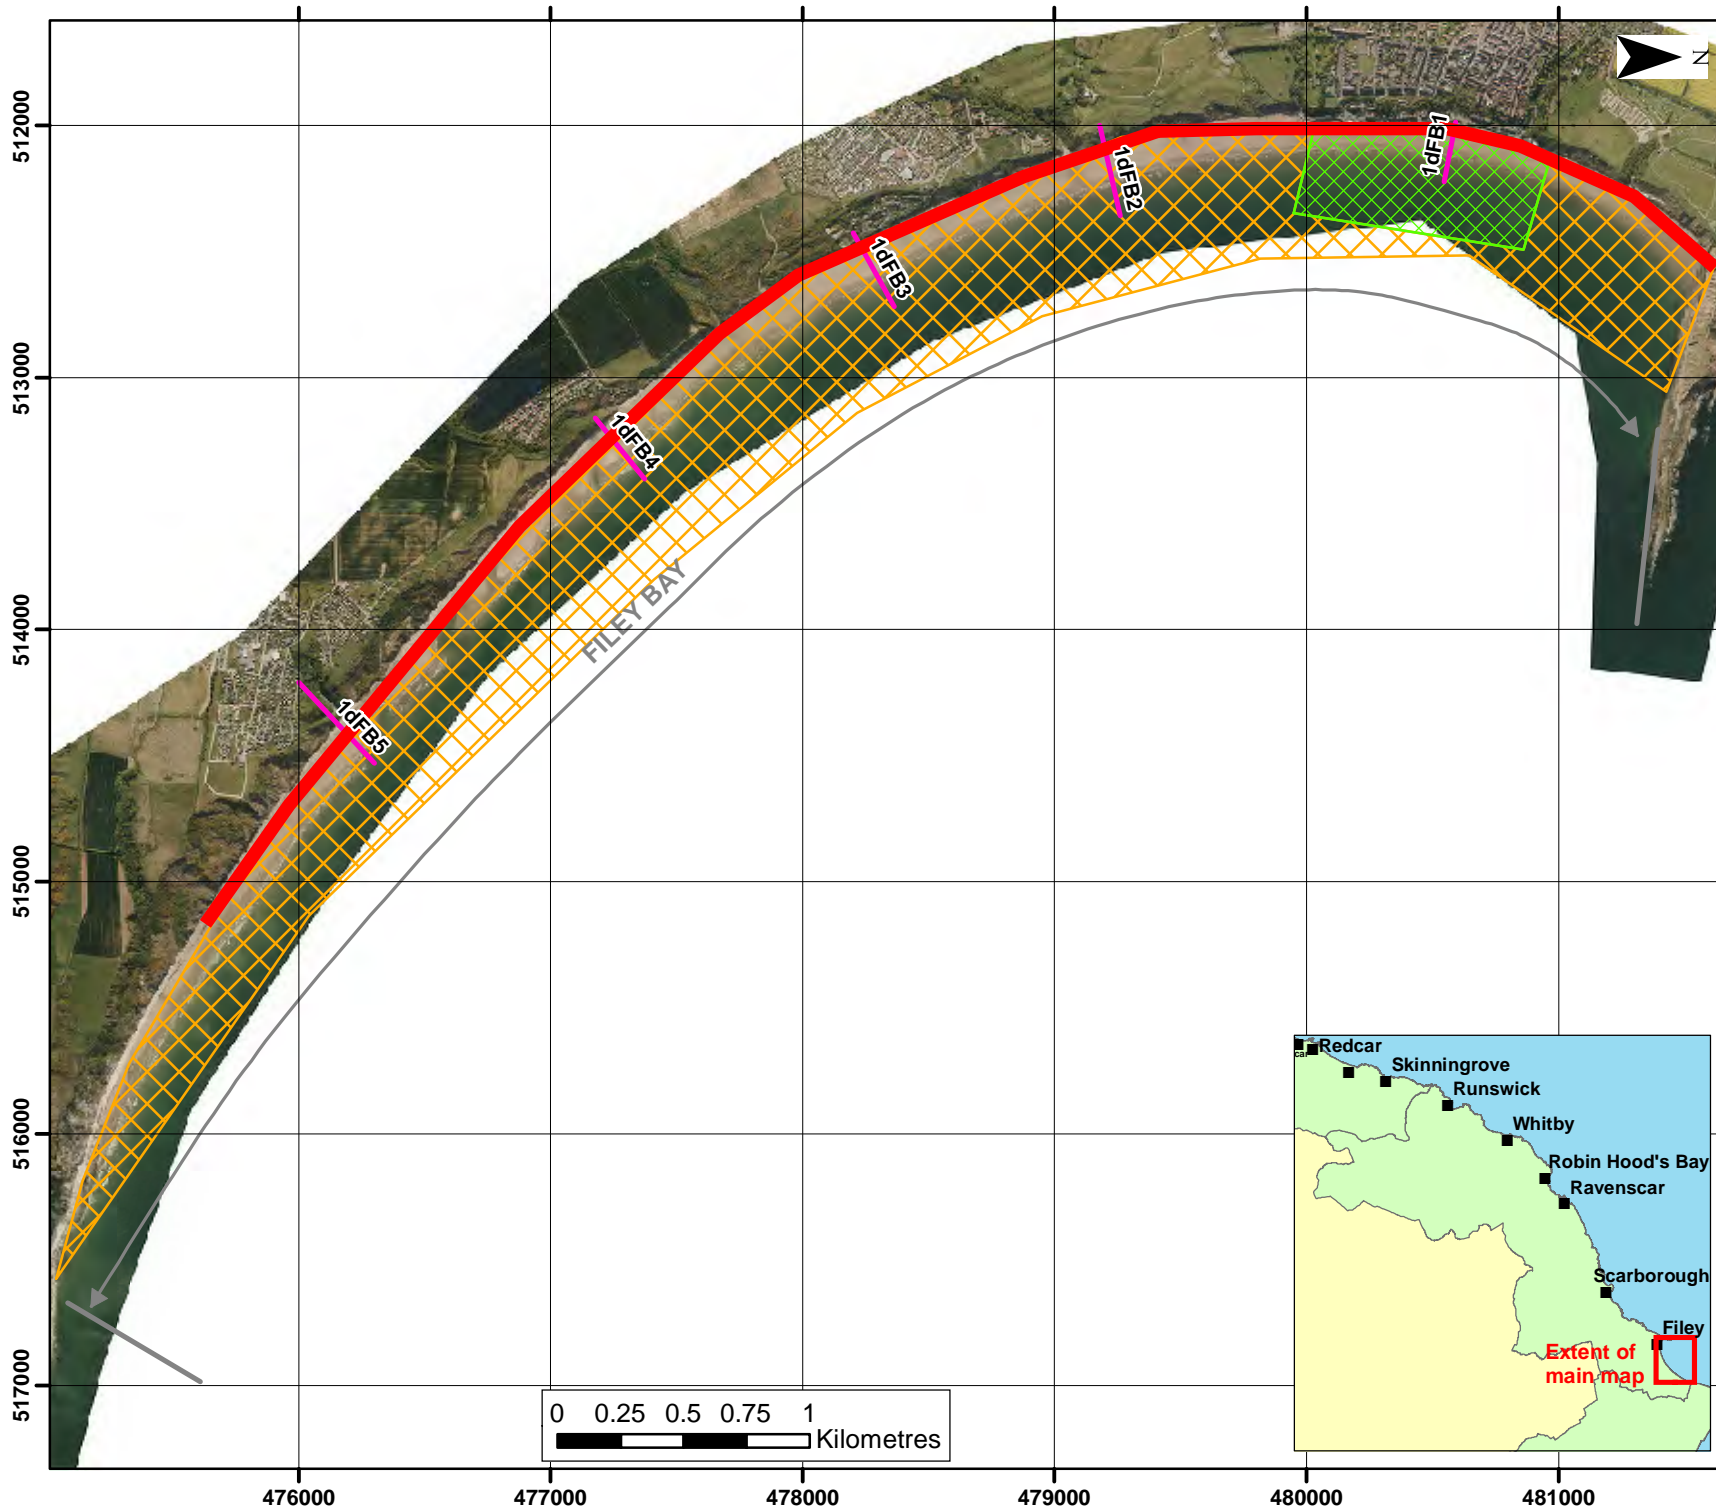 N
512000
513000
514000
515000
516000
517000
1dFB1
1dFB2
1dFB3
1dFB4
1dFB5
FILEY BAY
Redcar
car
Skinningrove
Runswick
Whitby
Robin Hood's Bay
Ravenscar
Scarborough
Filey
Extent of
main map
0 0.25 0.5 0.75 1
Kilometres
476000 477000 478000 479000 480000 481000